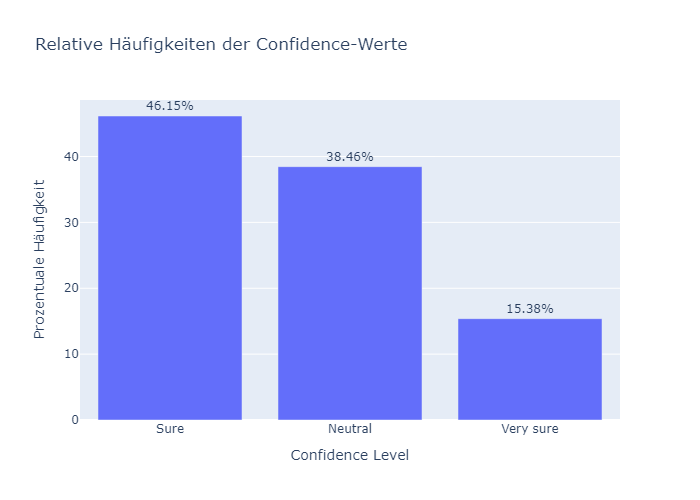 Relative Häufigkeiten der Confidence-Werte
46.15%
38.46%
15.38%
Prozentuale Häufigkeit
40
30
20
10
0
Sure
Neutral
Very sure
Confidence Level